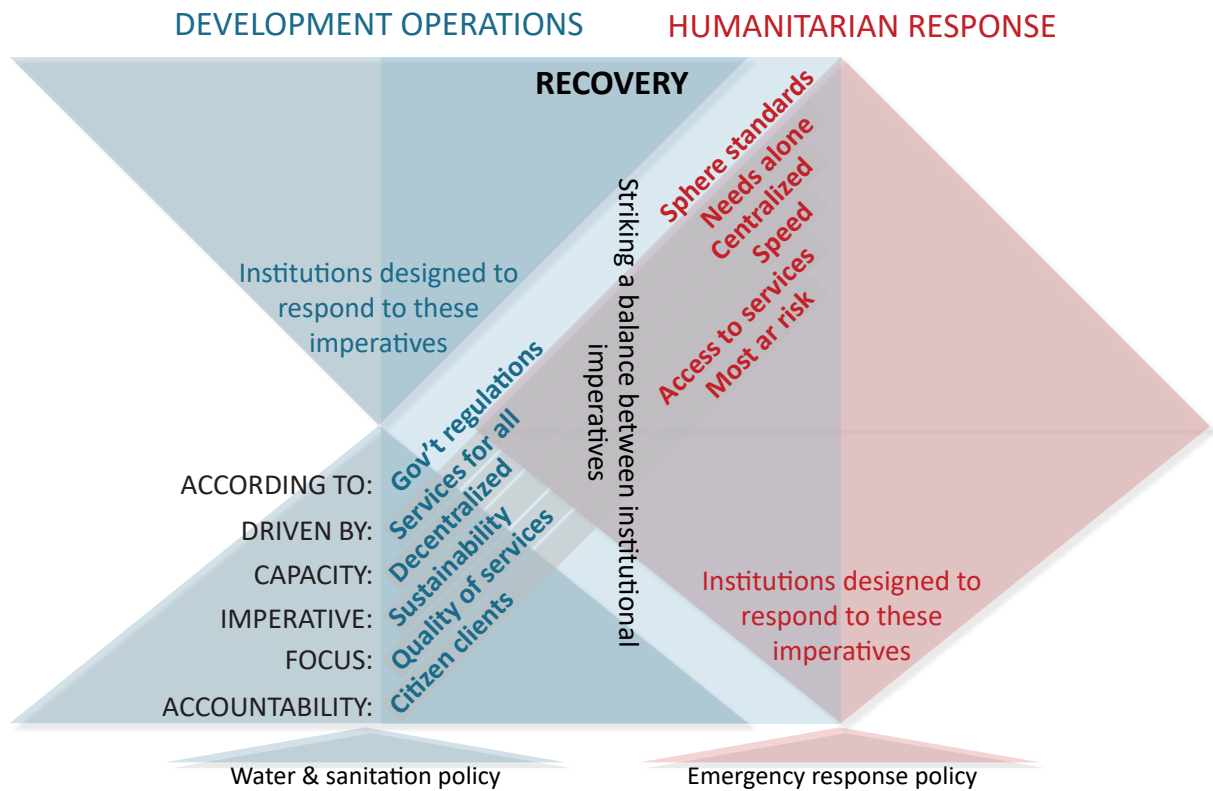 DEVELOPMENT OPERATIONS
HUMANITARIAN RESPONSE
RECOVERY
Sphere standards
Needs alone
Centralized
Speed
Access to services
Most ar risk
Striking a balance between institutional
imperatives
Institutions designed to
respond to these
imperatives
ACCORDING TO:
Gov't regulations
DRIVEN BY:
Services for all
CAPACITY:
Decentralized
IMPERATIVE:
Sustainability
FOCUS:
Quality of services
ACCOUNTABILITY:
Citizen clients
Institutions designed to
respond to these
imperatives
Water & sanitation policy
Emergency response policy